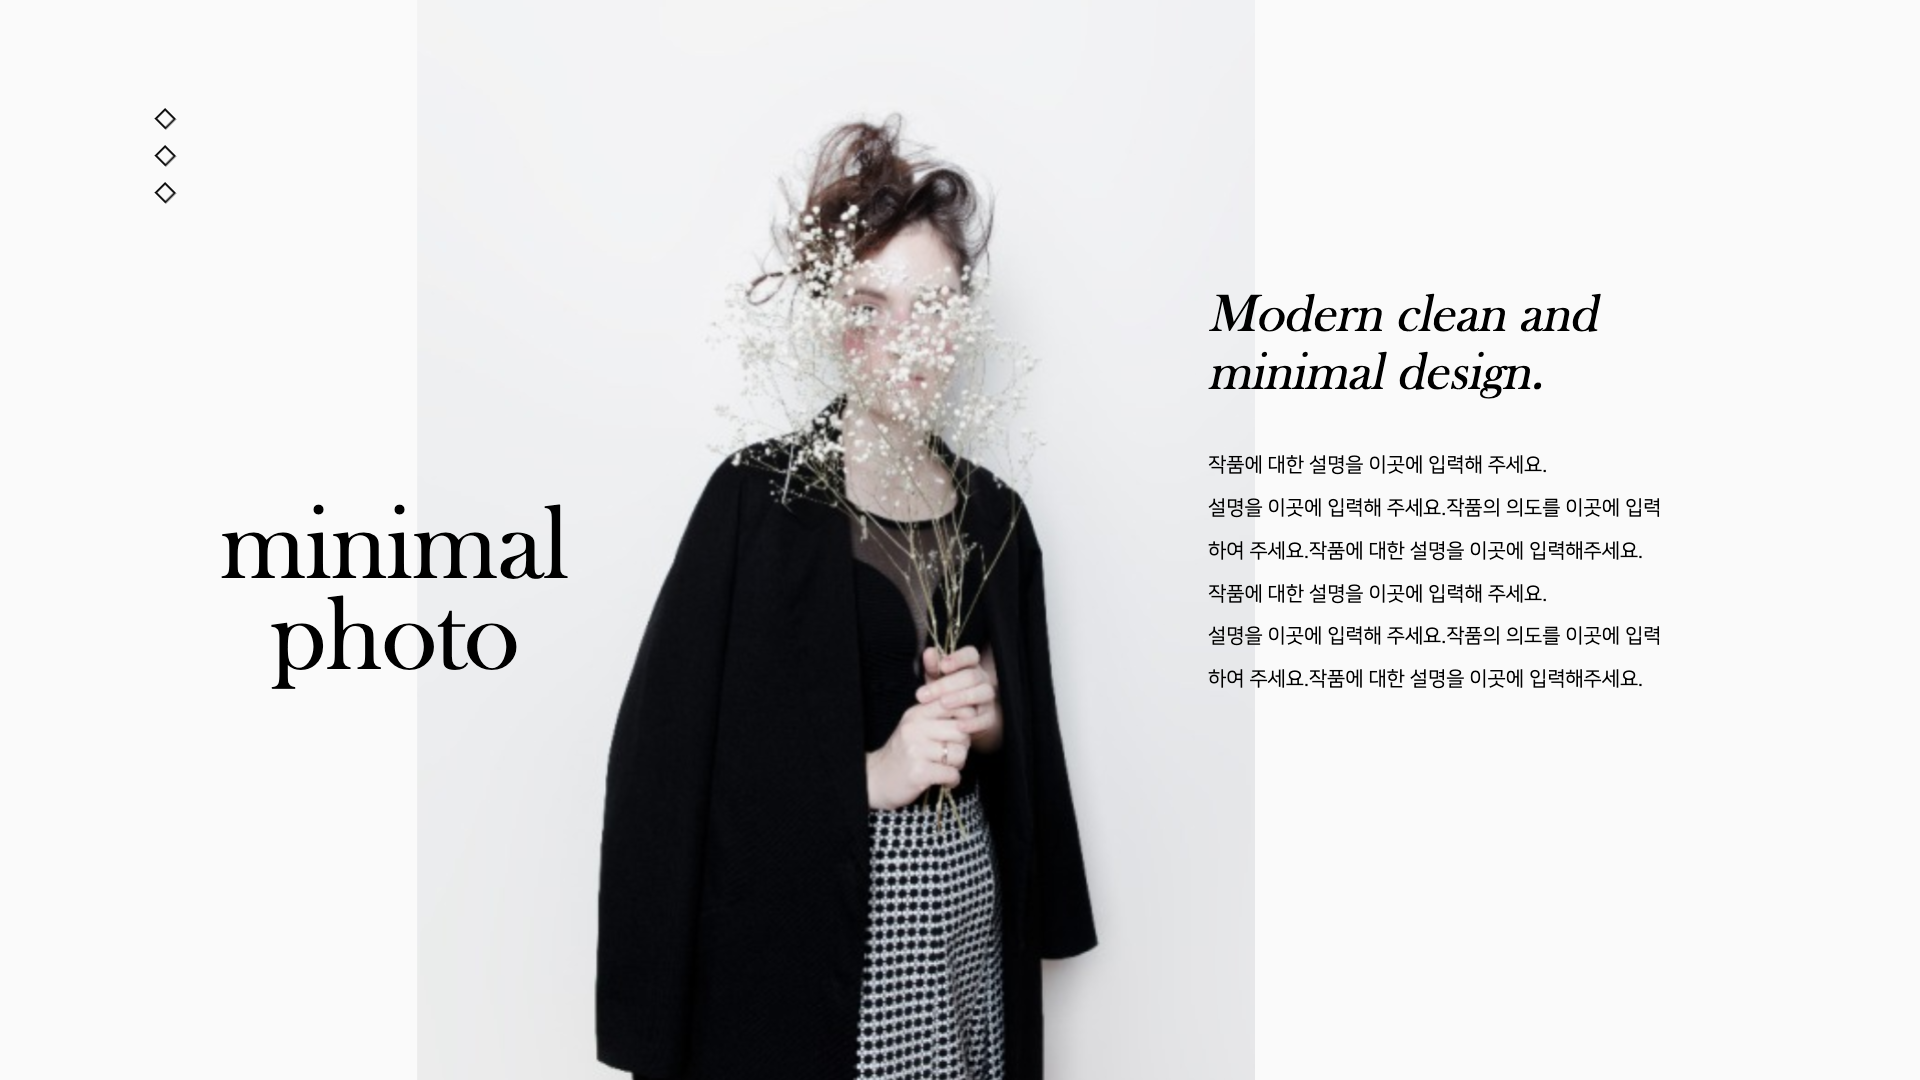 minimal
photo
Modern clean and
minimal design.
작품에 대한 설명을 이곳에 입력해 주세요.
설명을 이곳에 입력해 주세요.작품의 의도를 이곳에 입력
하여 주세요.작품에 대한 설명을 이곳에 입력해주세요.
작품에 대한 설명을 이곳에 입력해 주세요.
설명을 이곳에 입력해 주세요.작품의 의도를 이곳에 입력
하여 주세요.작품에 대한 설명을 이곳에 입력해주세요.